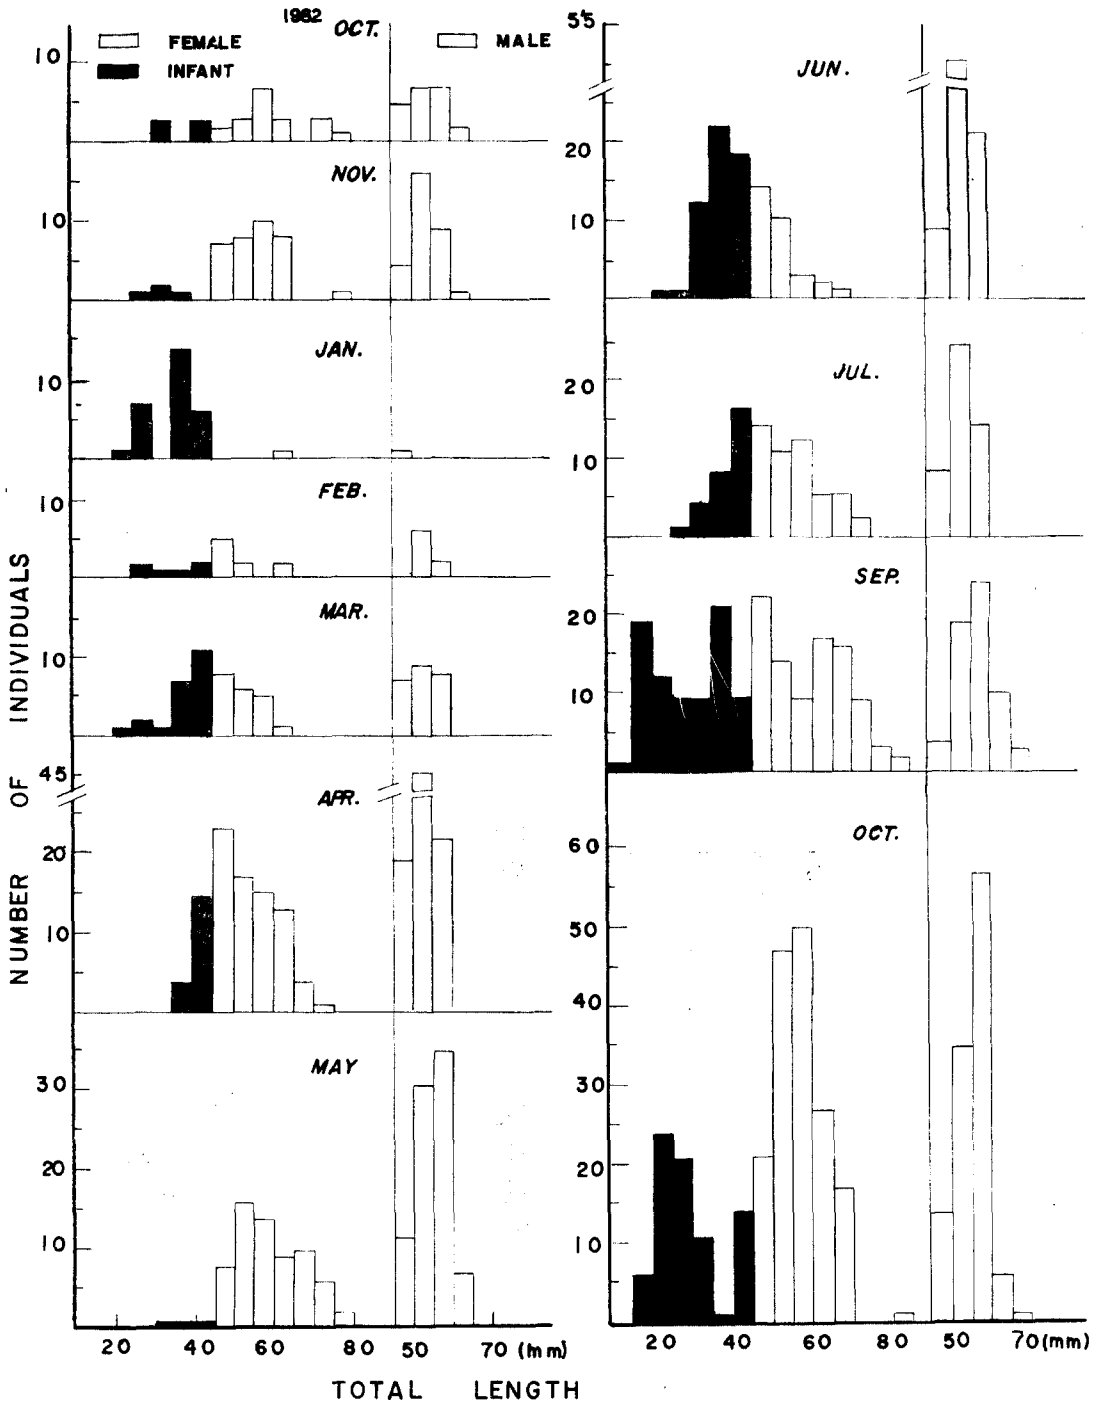 1962
OCT.
FEMALE
INFANT
MALE
10
NOV.
10
JAN.
10
FEB.
10
MAR.
10
45
APR.
20
10
MAY
30
20
10
20 40 60 80 50 70 (mm)
55
JUN.
20
10
JUL.
20
10
SEP.
20
10
OCT.
60
50
40
30
20
10
20 40 60 80 50 70 (mm)
NUMBER OF INDIVIDUALS
TOTAL LENGTH